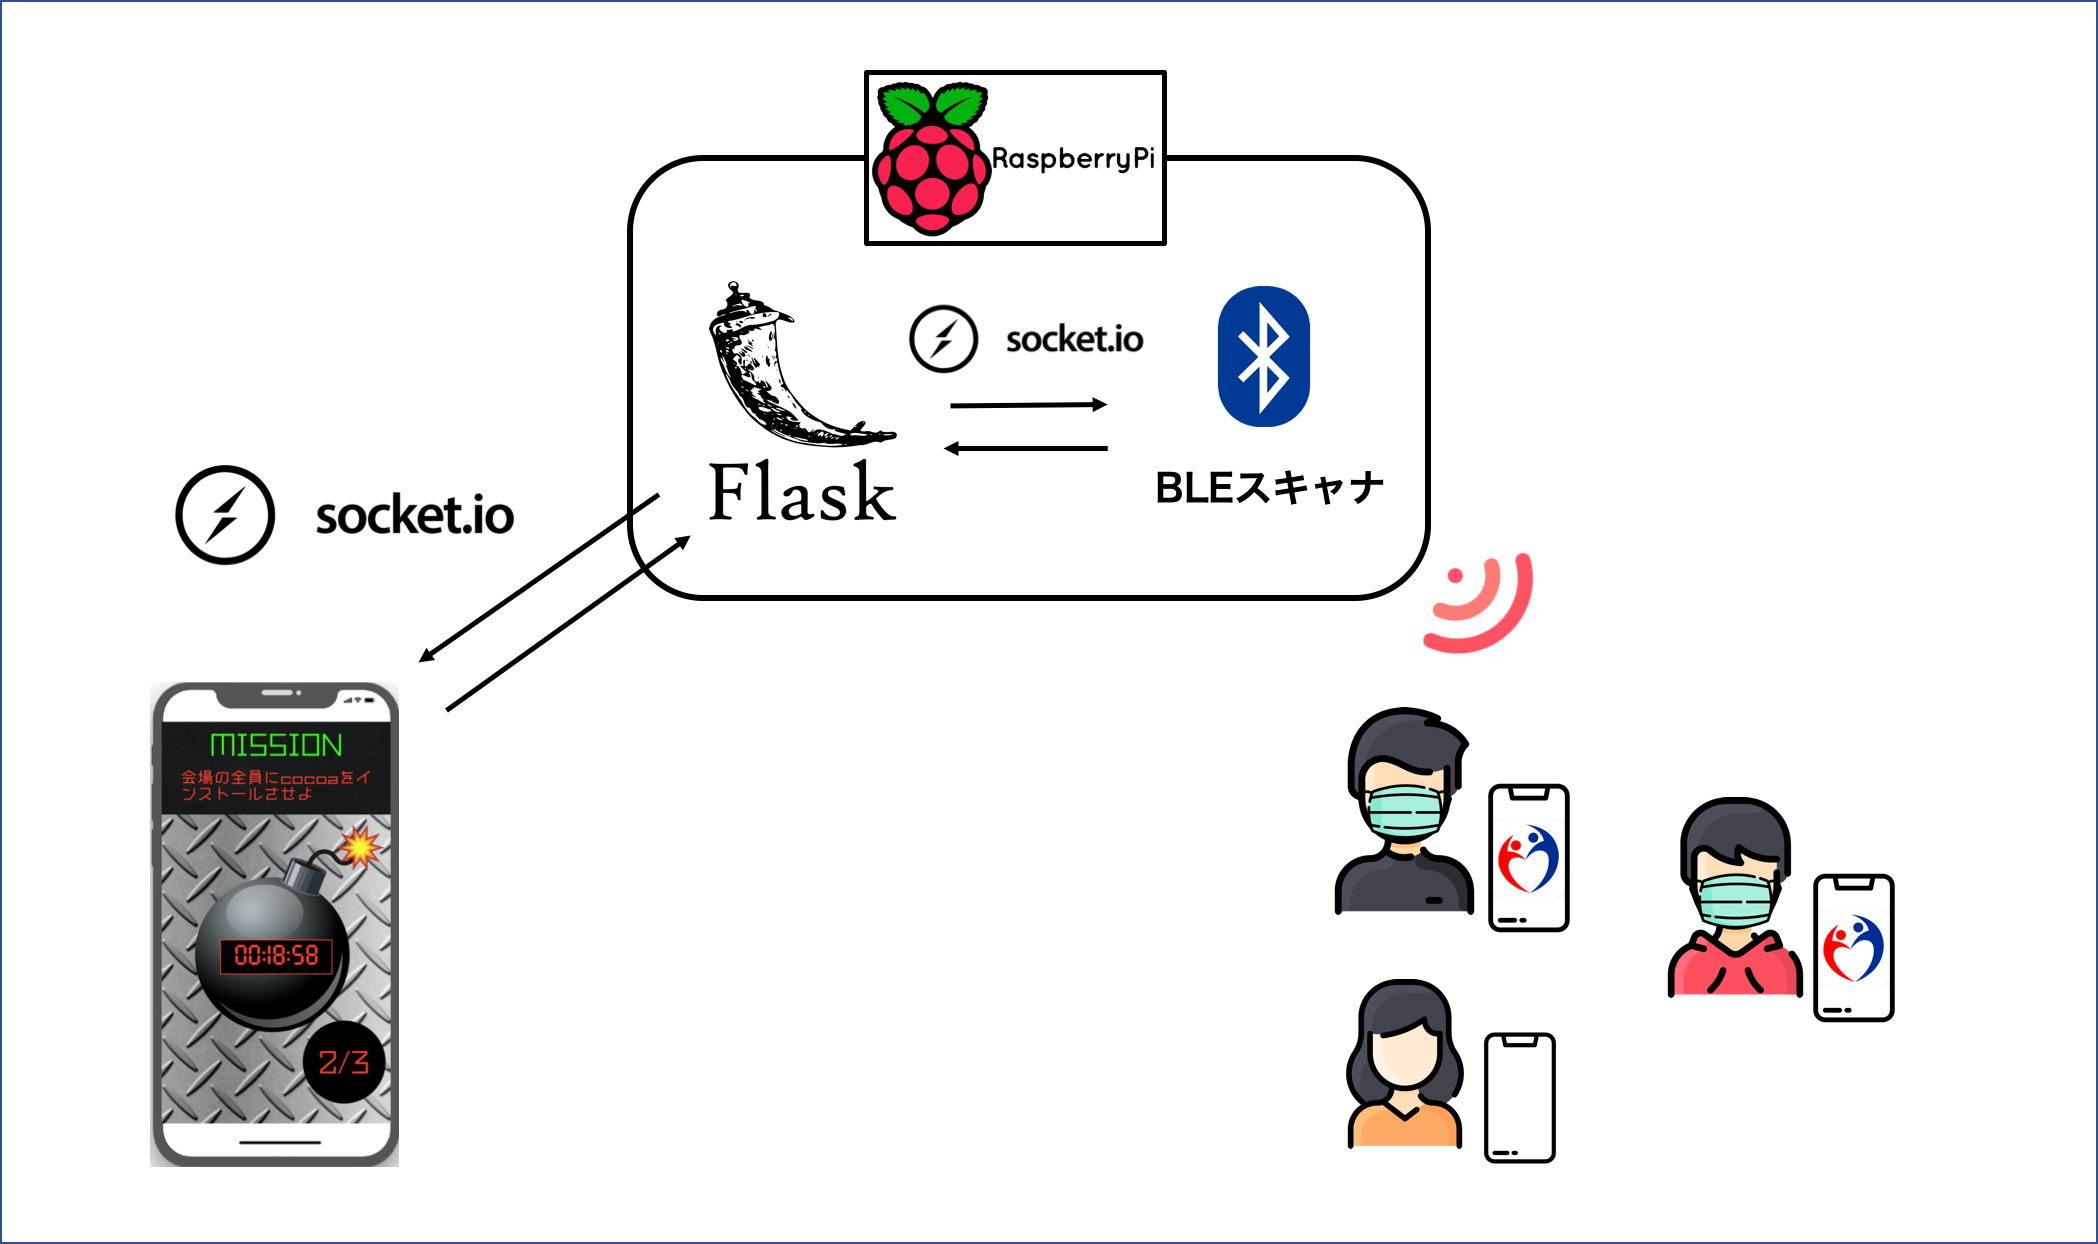 RaspberryPi
socket.io
Flask
BLEスキャナ
socket.io
MISSION
会場の全員にcocoaをイ
ンストールさせよ
00:18:58
2/3